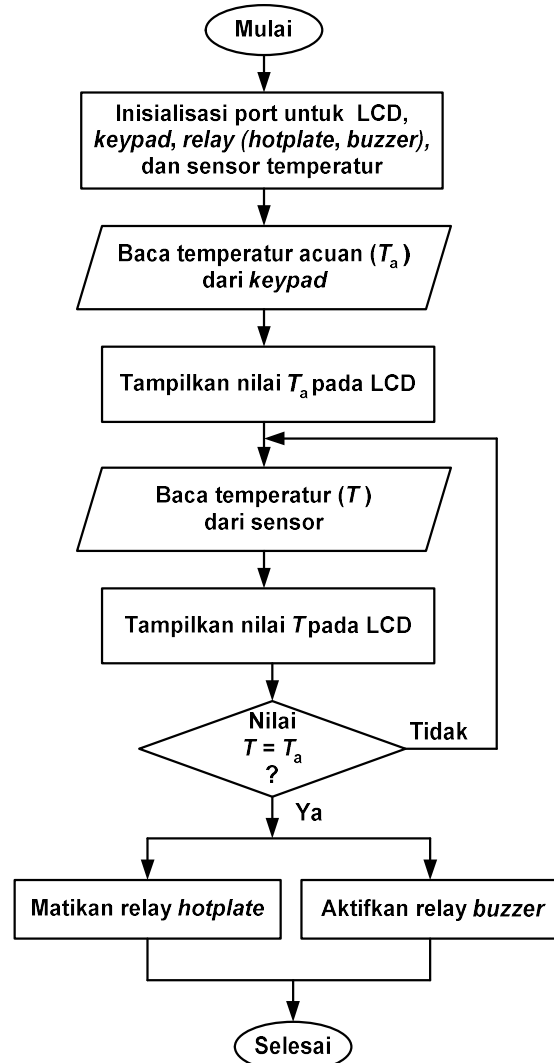 Mulai
Inisialisasi port untuk LCD,
keypad, relay (hotplate, buzzer),
dan sensor temperatur
Baca temperatur acuan (Ta)
dari keypad
Tampilkan nilai Ta pada LCD
Baca temperatur (T)
dari sensor
Tampilkan nilai T pada LCD
Nilai
T = Ta
?
Tidak
Ya
Matikan relay hotplate
Aktifkan relay buzzer
Selesai